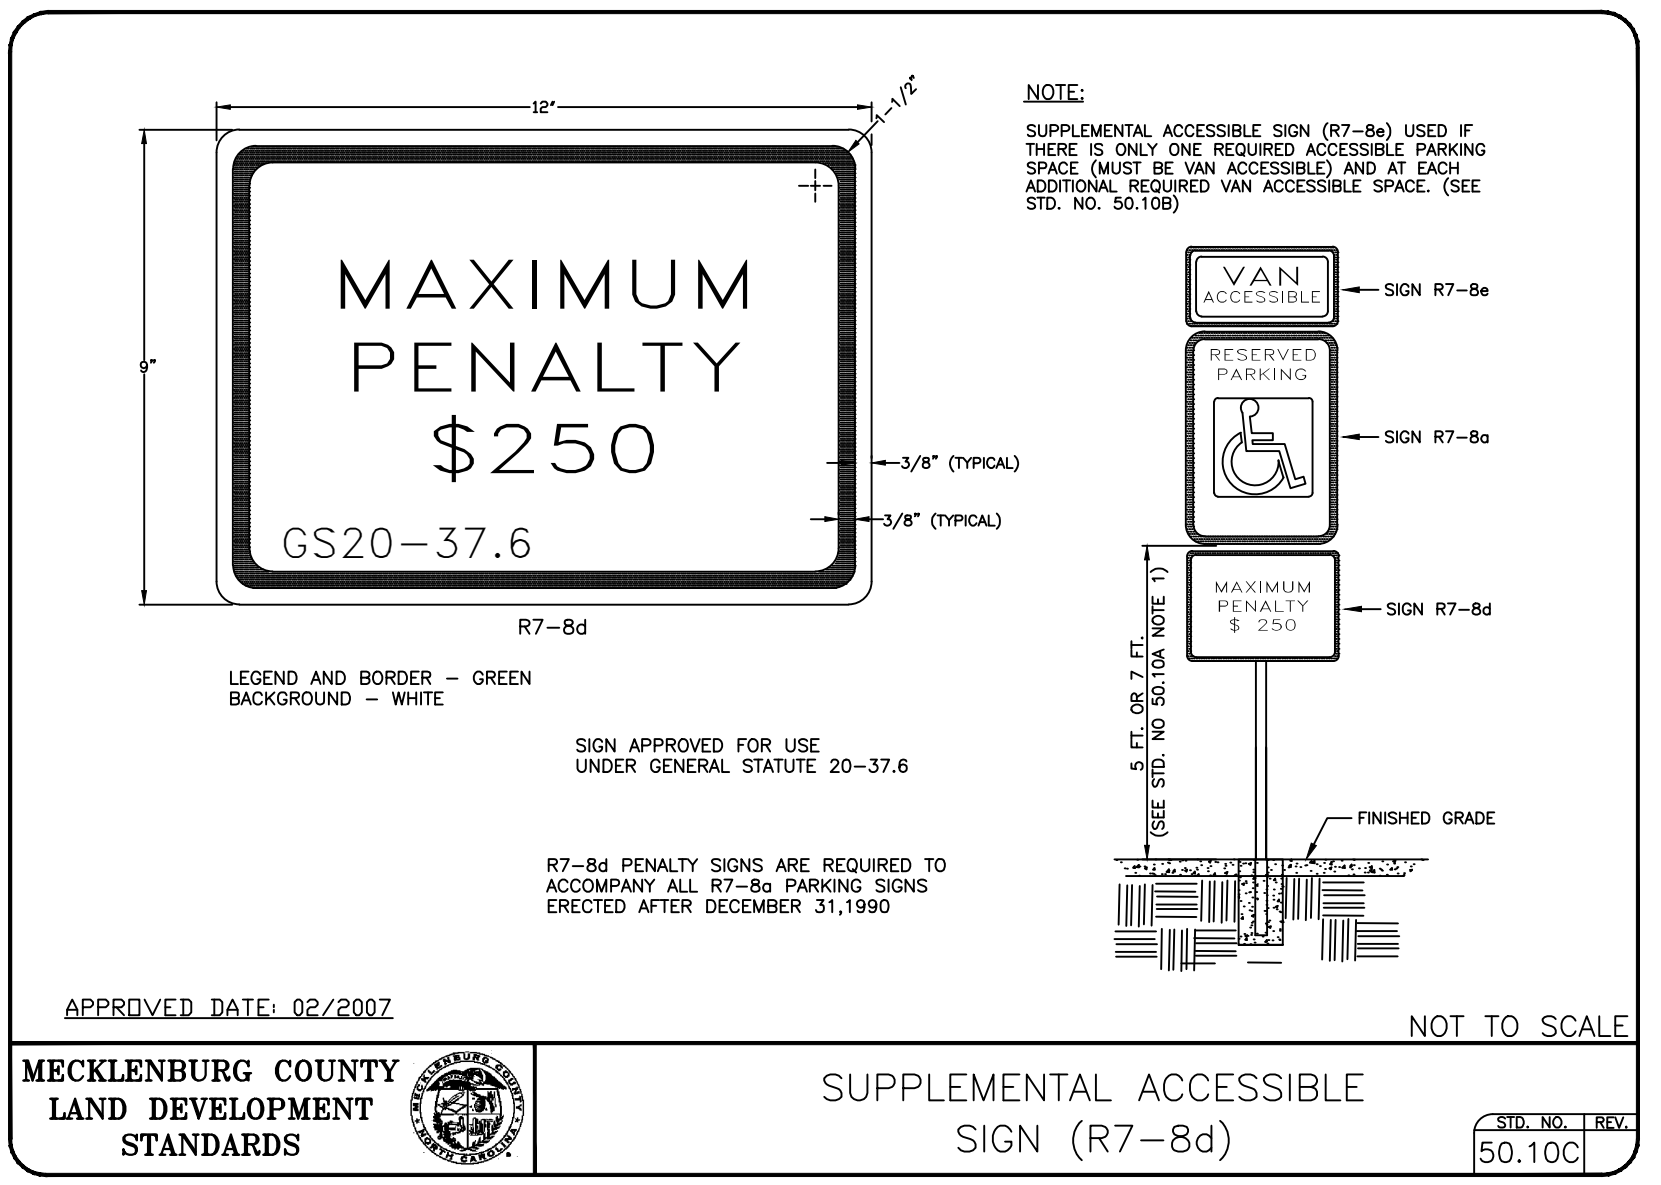 12"
1-1/2"
9"
MAXIMUM
PENALTY
$250
GS20-37.6
3/8" (TYPICAL)
3/8" (TYPICAL)
R7-8d
LEGEND AND BORDER - GREEN
BACKGROUND - WHITE
SIGN APPROVED FOR USE
UNDER GENERAL STATUTE 20-37.6
R7-8d PENALTY SIGNS ARE REQUIRED TO
ACCOMPANY ALL R7-8a PARKING SIGNS
ERECTED AFTER DECEMBER 31,1990
NOTE:
SUPPLEMENTAL ACCESSIBLE SIGN (R7-8e) USED IF
THERE IS ONLY ONE REQUIRED ACCESSIBLE PARKING
SPACE (MUST BE VAN ACCESSIBLE) AND AT EACH
ADDITIONAL REQUIRED VAN ACCESSIBLE SPACE. (SEE
STD. NO. 50.10B)
VAN
ACCESSIBLE
SIGN R7-8e
RESERVED
PARKING
SIGN R7-8a
MAXIMUM
PENALTY
$ 250
SIGN R7-8d
5 FT. OR 7 FT.
(SEE STD. NO 50.10A NOTE 1)
FINISHED GRADE
APPROVED DATE: 02/2007
NOT TO SCALE
MECKLENBURG COUNTY
LAND DEVELOPMENT
STANDARDS
MECKLENBURG COUNTY
NORTH CAROLINA
SUPPLEMENTAL ACCESSIBLE
SIGN (R7-8d)
STD. NO. REV.
50.10C